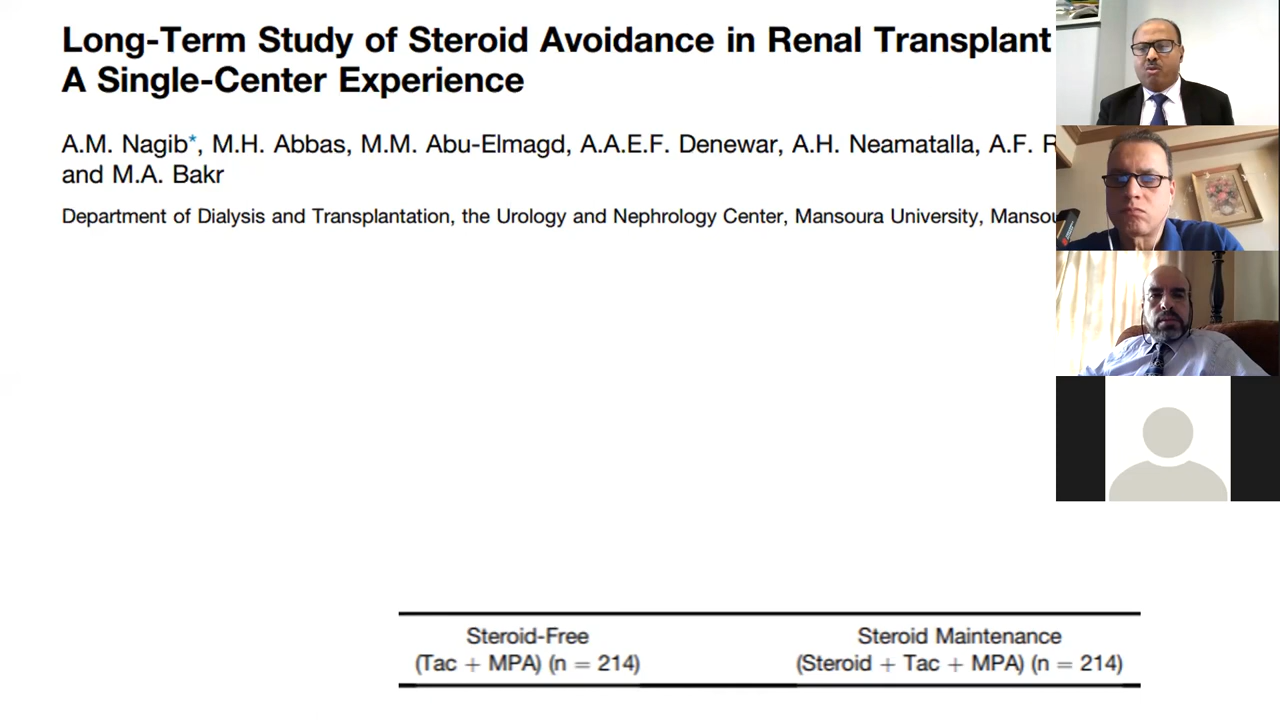 Long-Term Study of Steroid Avoidance in Renal Transplant
A Single-Center Experience
A.M. Nagib*, M.H. Abbas, M.M. Abu-Elmagd, A.A.E.F. Denewar, A.H. Neamatalla, A.F.
and M.A. Bakr
Department of Dialysis and Transplantation, the Urology and Nephrology Center, Mansoura University,
Steroid-Free
(Tac + MPA) (n = 214)
Steroid Maintenance
(Steroid + Tac + MPA) (n = 214)